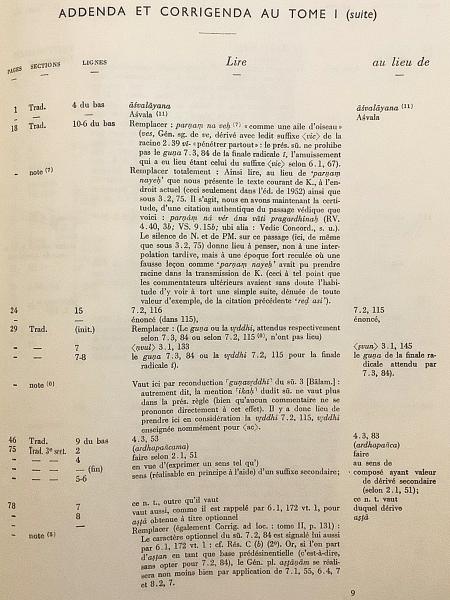 ADDENDA ET CORRIGENDA AU TOME I (suite)
PAGES SECTIONS LIGNES Lire au lieu de
1 Trad. 4 du bas āśvalāyana āśvalāyana (11)
Aśvala (11) Aśvala
18 Trad. 10-6 du bas Remplacer : parṇaṃ na veḥ (7) « comme une aile d'oiseau »
(ves, Gén. sg. de ve, dérivé avec ledit suffixe ⟨vic⟩ de la
racine 2.39 vī- « pénétrer partout » : le prés. sū. ne prohibe
pas le guṇa 7.3, 84 de la finale radicale ī, l'amuissement
qui a eu lieu étant celui du suffixe ⟨vic⟩ selon 6.1, 67).
- note (7) Remplacer totalement : Ainsi lire, au lieu de 'parṇaṃ
nayeḥ' que nous présente le texte courant de K., à l'en-
droit actuel (ceci seulement dans l'éd. de 1952) ainsi que
sous 3.2, 75. Il s'agit, nous en avons maintenant la certi-
tude, d'une citation authentique du passage védique que
voici : parṇáṃ ná vér ánu vāti pragardhínaḥ (RV.
4.40, 3b; VS. 9.15b; ubi alia : Vedic Concord., s. u.).
Le silence de N. et de PM. sur ce passage (ici, de même
que sous 3.2, 75) donne lieu à penser, non à une inter-
polation tardive, mais à une époque fort reculée où une
fausse leçon comme 'parṇaṃ nayeḥ' avait pu prendre
racine dans la transmission de K. (ceci à tel point que
les commentateurs ultérieurs avaient sans doute l'habi-
tude d'y voir à tort une simple suite, dénuée de toute
valeur d'exemple, de la citation précédente 'reḍ asi').
24 15 7.2, 116 7.2, 115
— — énoncé (dans 115), énoncé,
29 Trad. (init.) Remplacer : (Le guṇa ou la vṛddhi, attendus respectivement
selon 7.3, 84 ou selon 7.2, 115 (6), n'ont pas lieu)
- — 7 ⟨ṇvul⟩ 3.1, 133 ⟨ṣvun⟩ 3.1, 145
- — 7-8 le guṇa 7.3, 84 ou la vṛddhi 7.2, 115 pour la finale le guṇa de la finale ra-
radicale ī). dicale attendu par
7.3, 84).
- note (6) Vaut ici par reconduction 'guṇavṛddhi' du sū. 3 [Bālam.] :
autrement dit, la mention 'ikaḥ' dudit sū. ne vaut plus
dans la prés. règle (bien qu'aucun commentaire ne se
prononce directement à cet effet). Il y a donc lieu de
prendre ici en considération la vṛddhi 7.2, 115, vṛddhi
enseignée nommément pour ⟨ac⟩.
46 Trad. 9 du bas 4.3, 53 4.3, 83
75 Trad. 3e sect. 2 (ardhapañcama) (ardhopañca)
- — 4 faire selon 2.1, 51 faire
- — — (fin) en vue d'(exprimer un sens tel qu') au sens de
- — 5-6 sens (réalisable en principe à l'aide) d'un suffixe secondaire; composé ayant valeur
de dérivé secondaire
(selon 2.1, 51);
78 7 ce n. t., outre qu'il vaut ce n. t. vaut
— 8 vaut aussi, comme il est rappelé par 6.1, 172 vt. 1, pour duquel dérive
— aṣṭā obtenue à titre optionnel aṣṭā
- note (5) Remplacer (également Corrig. ad loc. : tome II, p. 131) :
Le caractère optionnel du sū. 7.2, 84 est signalé lui aussi
par 6.1, 172 vt. 1 : cf. Rés. C (b) (2º). Or, si l'on part
d'aṣṭan en tant que base prédésinentielle (c'est-à-dire,
sans opter pour 7.2, 84), le Gén. pl. aṣṭānām se réali-
sera non moins bien par application de 7.1, 55, 6.4, 7
et 8.2, 7.
9